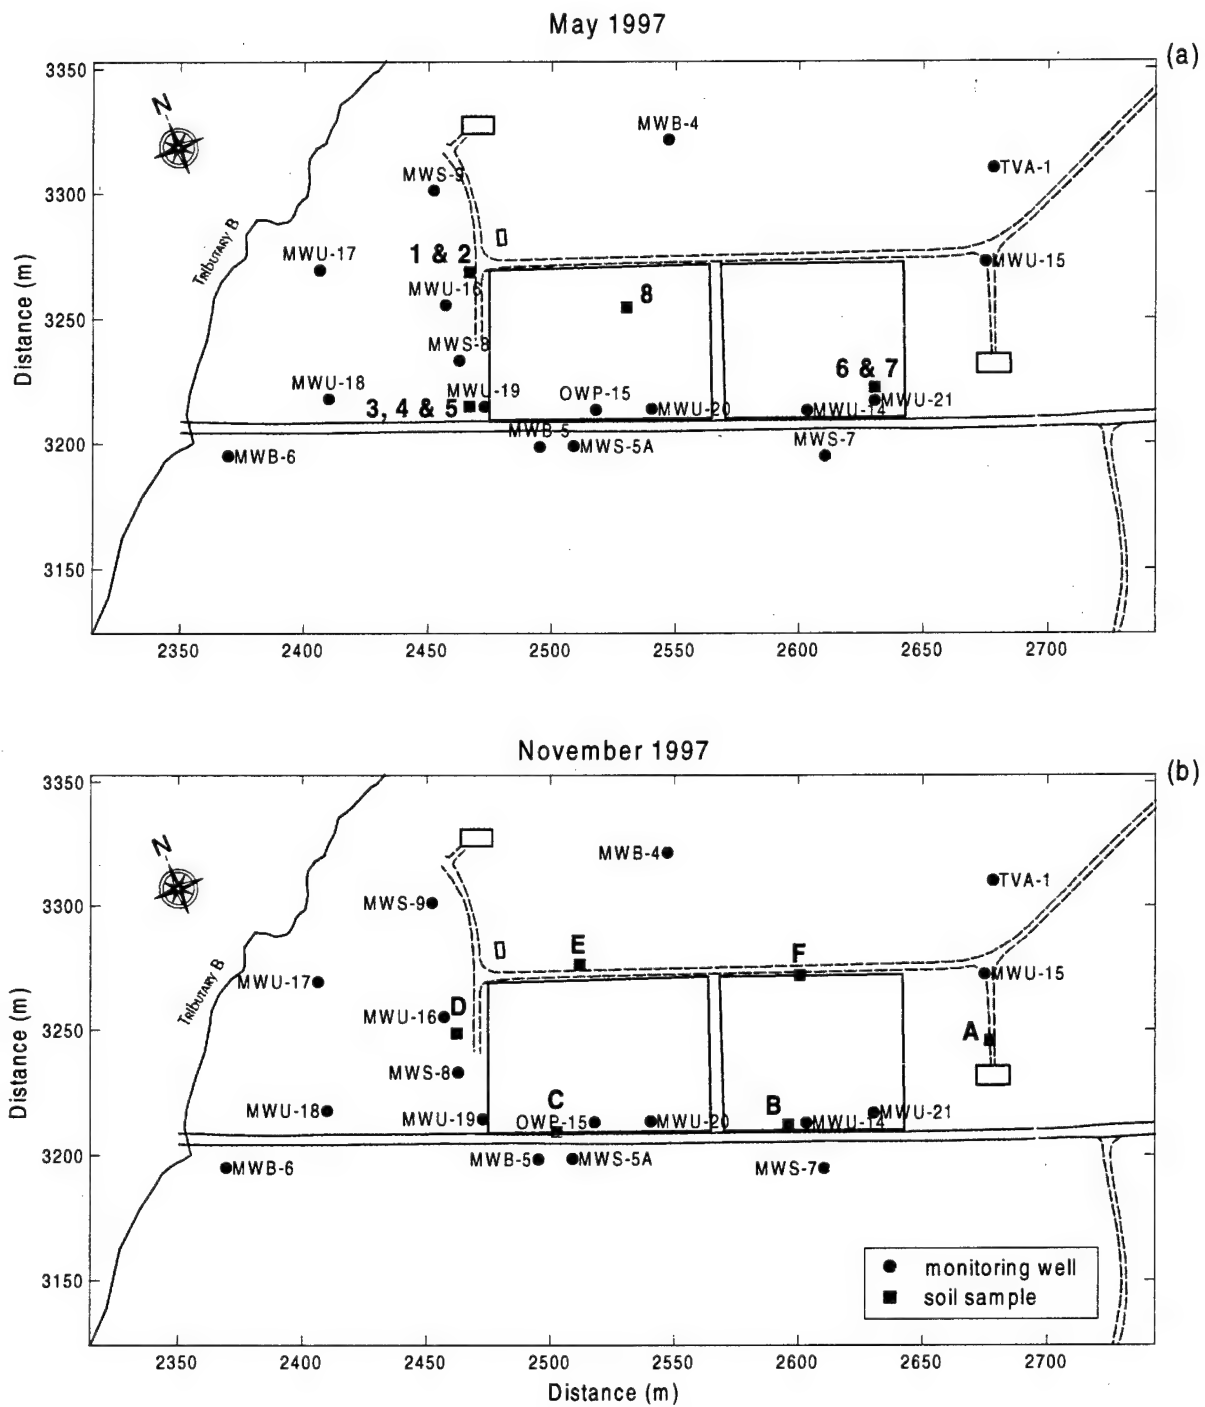 May 1997
(a)
3350
N
MWB-4
TVA-1
MWS-9
3300
TRIBUTARY B
MWU-17
1 & 2
MWU-15
MWU-16
8
3250
MWS-8
6 & 7
MWU-18
MWU-19
OWP-15
MWU-21
3, 4 & 5
MWU-20
MWU-14
3200
MWB-5
MWS-5A
MWS-7
MWB-6
3150
Distance (m)
2350 2400 2450 2500 2550 2600 2650 2700
November 1997
(b)
3350
N
MWB-4
TVA-1
MWS-9
3300
E
F
TRIBUTARY B
MWU-17
MWU-15
D
MWU-16
A
3250
MWS-8
C
B
MWU-18
MWU-19
OWP-15
MWU-20
MWU-14
MWU-21
3200
MWB-5
MWS-5A
MWS-7
MWB-6
monitoring well
soil sample
3150
Distance (m)
2350 2400 2450 2500 2550 2600 2650 2700
Distance (m)